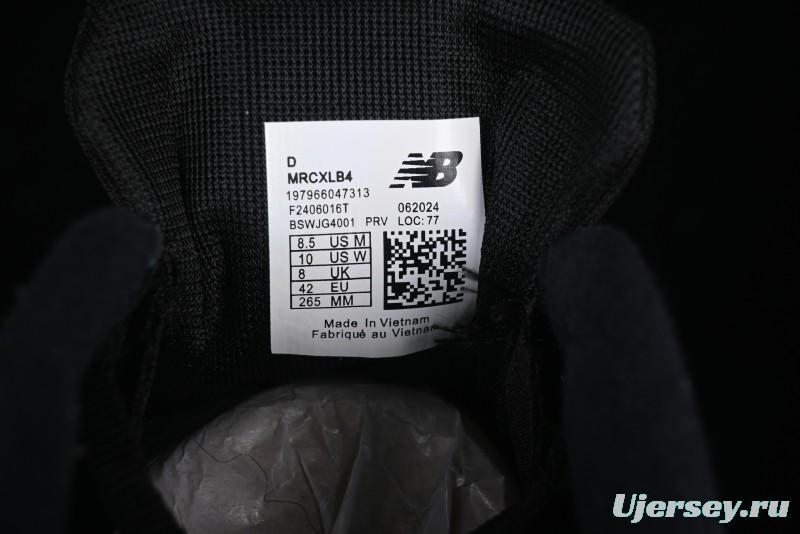 D
MRCXLB4
NB
197966047313
F2406016T 062024
BSWJG4001 PRV LOC: 77
8.5 US M
10 US W
8 UK
42 EU
265 MM
Made In Vietnam
Fabriqué au Vietnam
Ujersey.ru